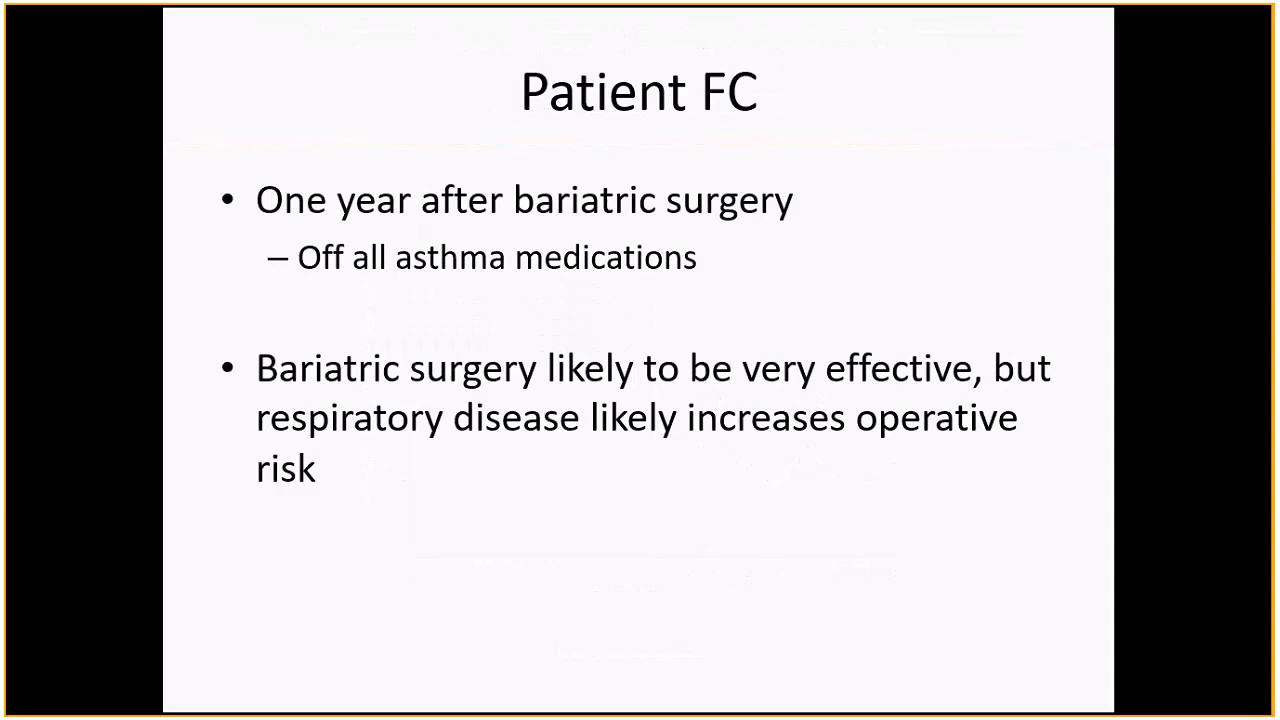 Patient FC
• One year after bariatric surgery
– Off all asthma medications
• Bariatric surgery likely to be very effective, but
respiratory disease likely increases operative
risk